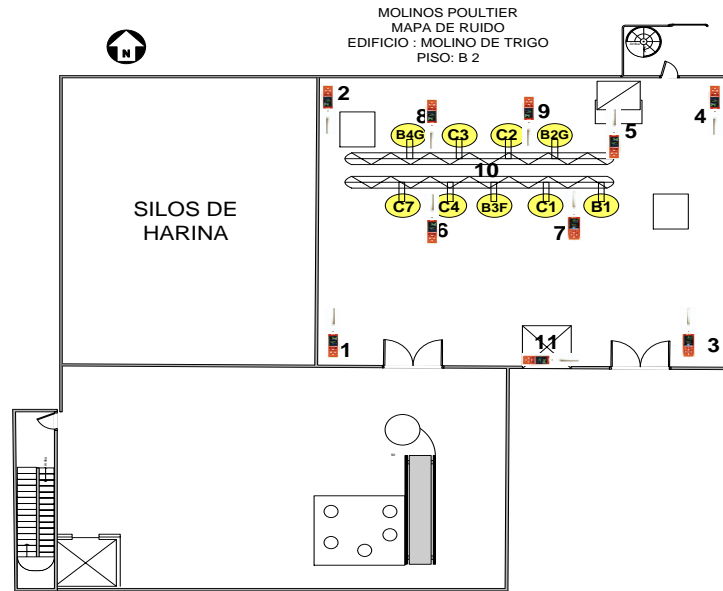 MOLINOS POULTIER
MAPA DE RUIDO
EDIFICIO : MOLINO DE TRIGO
PISO: B 2
N
2
8
9
4
5
B4G
C3
C2
B2G
10
SILOS DE
HARINA
C7
C4
B3F
C1
B1
6
7
1
11
3